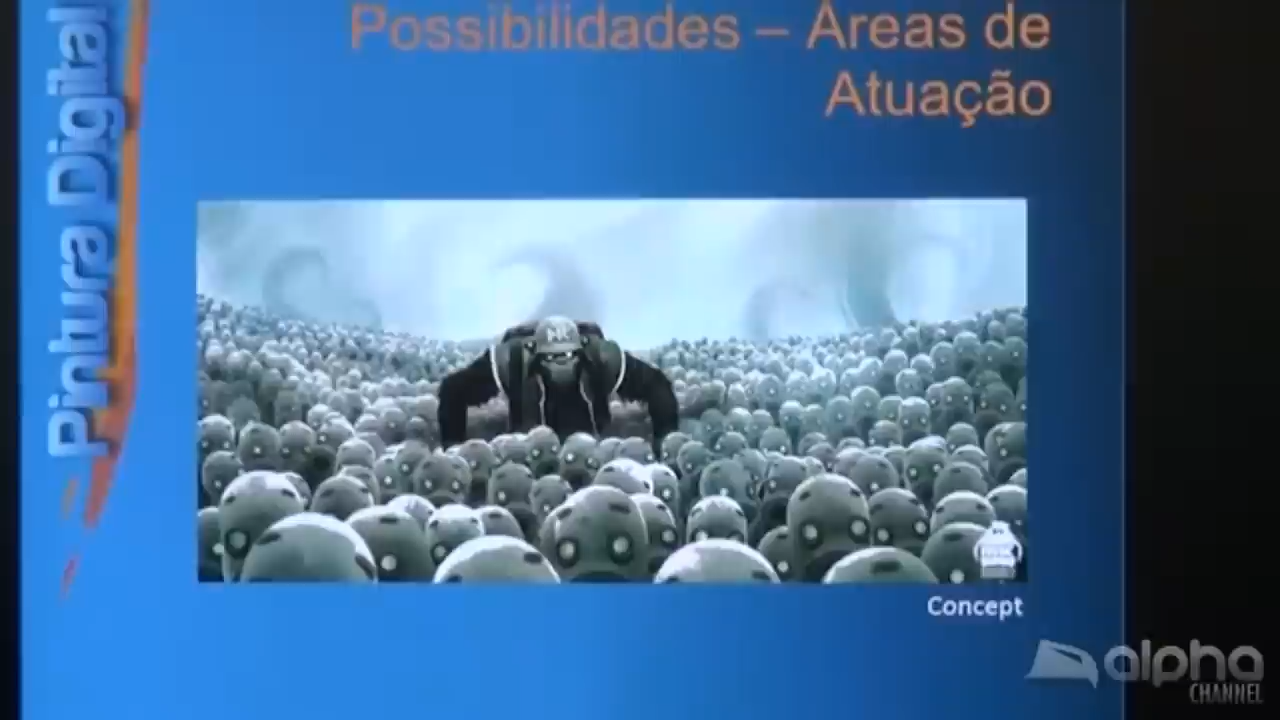 Possibilidades – Áreas de
Atuação
Pintura Digital
Concept
alpha
CHANNEL